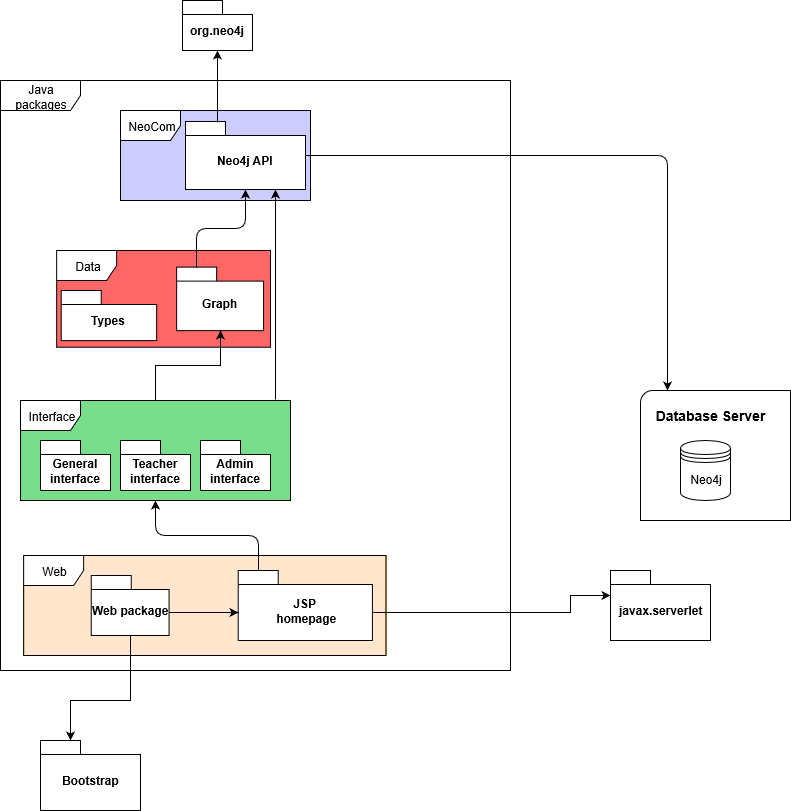 org.neo4j
Java
packages
NeoCom
Neo4j API
Data
Types
Graph
Interface
General
interface
Teacher
interface
Admin
interface
Database Server
Neo4j
Web
Web package
JSP
homepage
javax.serverlet
Bootstrap